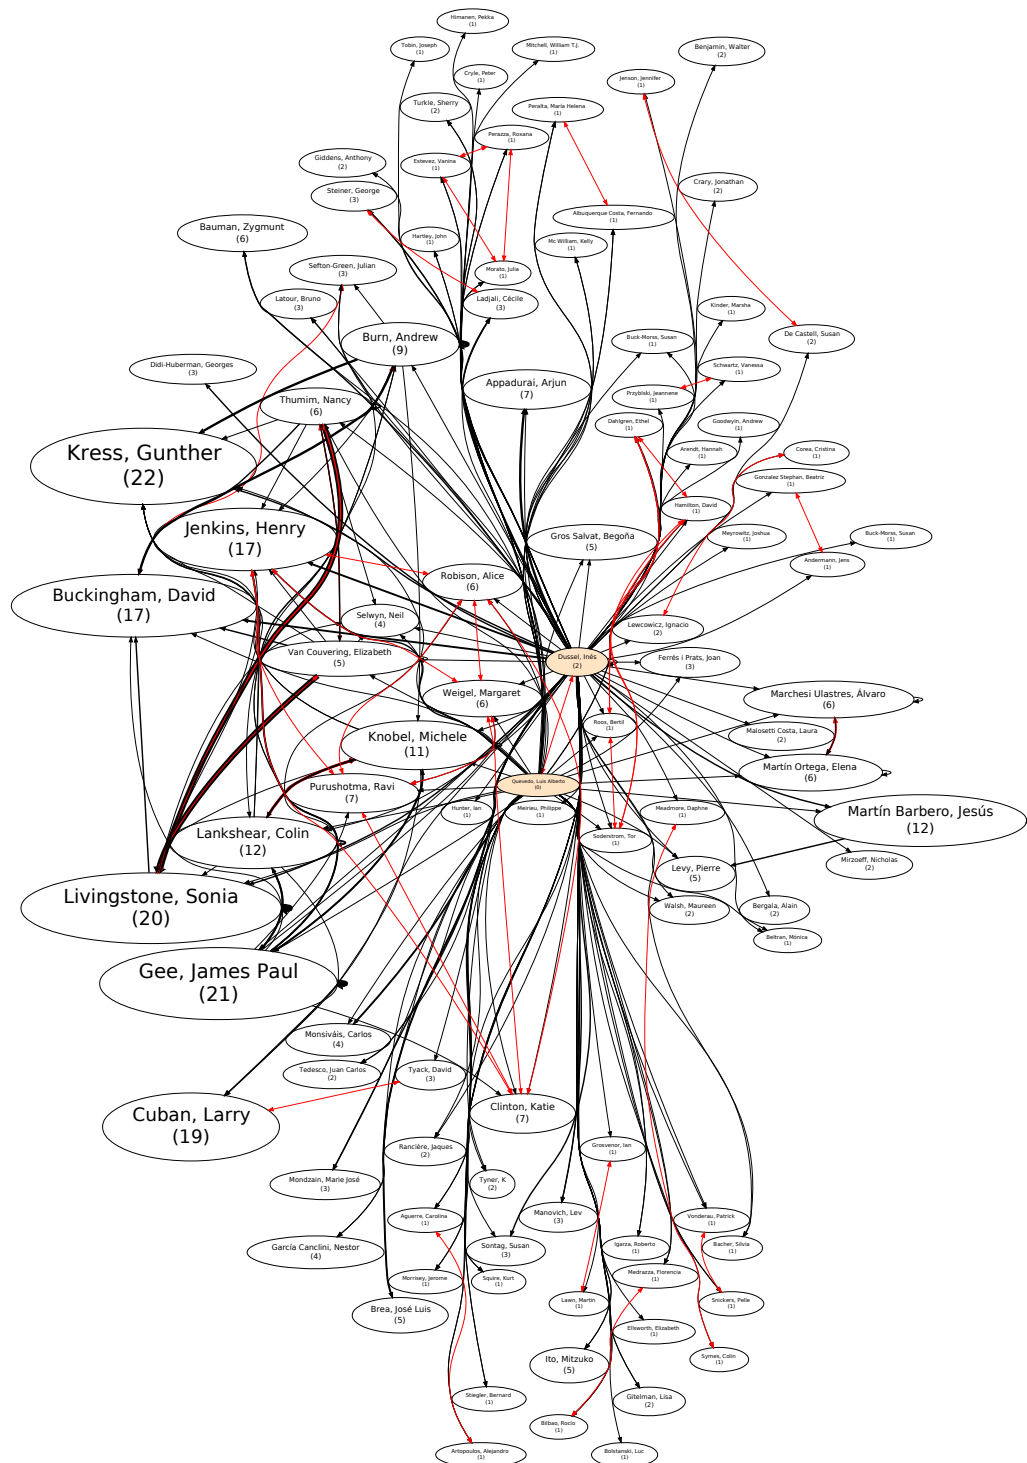 Himanen, Pekka
(1)
Tobin, Joseph
(1)
Mitchell, William T.J.
(1)
Benjamin, Walter
(2)
Cryle, Peter
(1)
Jenson, Jennifer
(1)
Turkle, Sherry
(2)
Peralta, María Helena
(1)
Perazza, Roxana
(1)
Giddens, Anthony
(2)
Estevez, Vanina
(1)
Steiner, George
(3)
Crary, Jonathan
(2)
Albuquerque Costa, Fernando
(1)
Bauman, Zygmunt
(6)
Hartley, John
(1)
Mc William, Kelly
(1)
Sefton-Green, Julian
(3)
Morato, Julia
(1)
Latour, Bruno
(3)
Ladjali, Cécile
(3)
Kinder, Marsha
(1)
Burn, Andrew
(9)
Buck-Morss, Susan
(1)
De Castell, Susan
(2)
Didi-Huberman, Georges
(3)
Schwartz, Vanessa
(1)
Appadurai, Arjun
(7)
Przybliski, Jeannene
(1)
Thumim, Nancy
(6)
Dahlgren, Ethel
(1)
Goodwyin, Andrew
(1)
Kress, Gunther
(22)
Arendt, Hannah
(1)
Corea, Cristina
(1)
Gonzalez Stephan, Beatriz
(1)
Hamilton, David
(1)
Jenkins, Henry
(17)
Gros Salvat, Begoña
(5)
Meyrowitz, Joshua
(1)
Buck-Morss, Susan
(1)
Andermann, Jens
(1)
Robison, Alice
(6)
Buckingham, David
(17)
Selwyn, Neil
(4)
Lewcowicz, Ignacio
(2)
Van Couvering, Elizabeth
(5)
Dussel, Inés
(2)
Ferrés i Prats, Joan
(3)
Weigel, Margaret
(6)
Marchesi Ulastres, Álvaro
(6)
Roos, Bertil
(1)
Malosetti Costa, Laura
(2)
Knobel, Michele
(11)
Martín Ortega, Elena
(6)
Purushotma, Ravi
(7)
Quevedo, Luis Alberto
(0)
Hunter, Ian
(1)
Meirieu, Philippe
(1)
Meadmore, Daphne
(1)
Martín Barbero, Jesús
(12)
Lankshear, Colin
(12)
Soderstrom, Tor
(1)
Mirzoeff, Nicholas
(2)
Levy, Pierre
(5)
Livingstone, Sonia
(20)
Walsh, Maureen
(2)
Bergala, Alain
(2)
Beltran, Mónica
(1)
Gee, James Paul
(21)
Monsiváis, Carlos
(4)
Tedesco, Juan Carlos
(2)
Tyack, David
(3)
Clinton, Katie
(7)
Cuban, Larry
(19)
Rancière, Jaques
(2)
Grosvenor, Ian
(1)
Mondzain, Marie José
(3)
Tyner, K
(2)
Aguerre, Carolina
(1)
Manovich, Lev
(3)
Vonderau, Patrick
(1)
García Canclini, Nestor
(4)
Sontag, Susan
(3)
Igarza, Roberto
(1)
Bacher, Silvia
(1)
Morrisey, Jerome
(1)
Squire, Kurt
(1)
Medrazza, Florencia
(1)
Brea, José Luis
(5)
Lawn, Martin
(1)
Snickers, Pelle
(1)
Ellsworth, Elizabeth
(1)
Ito, Mitzuko
(5)
Symes, Colin
(1)
Stiegler, Bernard
(1)
Gitelman, Lisa
(2)
Bilbao, Rocío
(1)
Artopoulos, Alejandro
(1)
Bolstanski, Luc
(1)